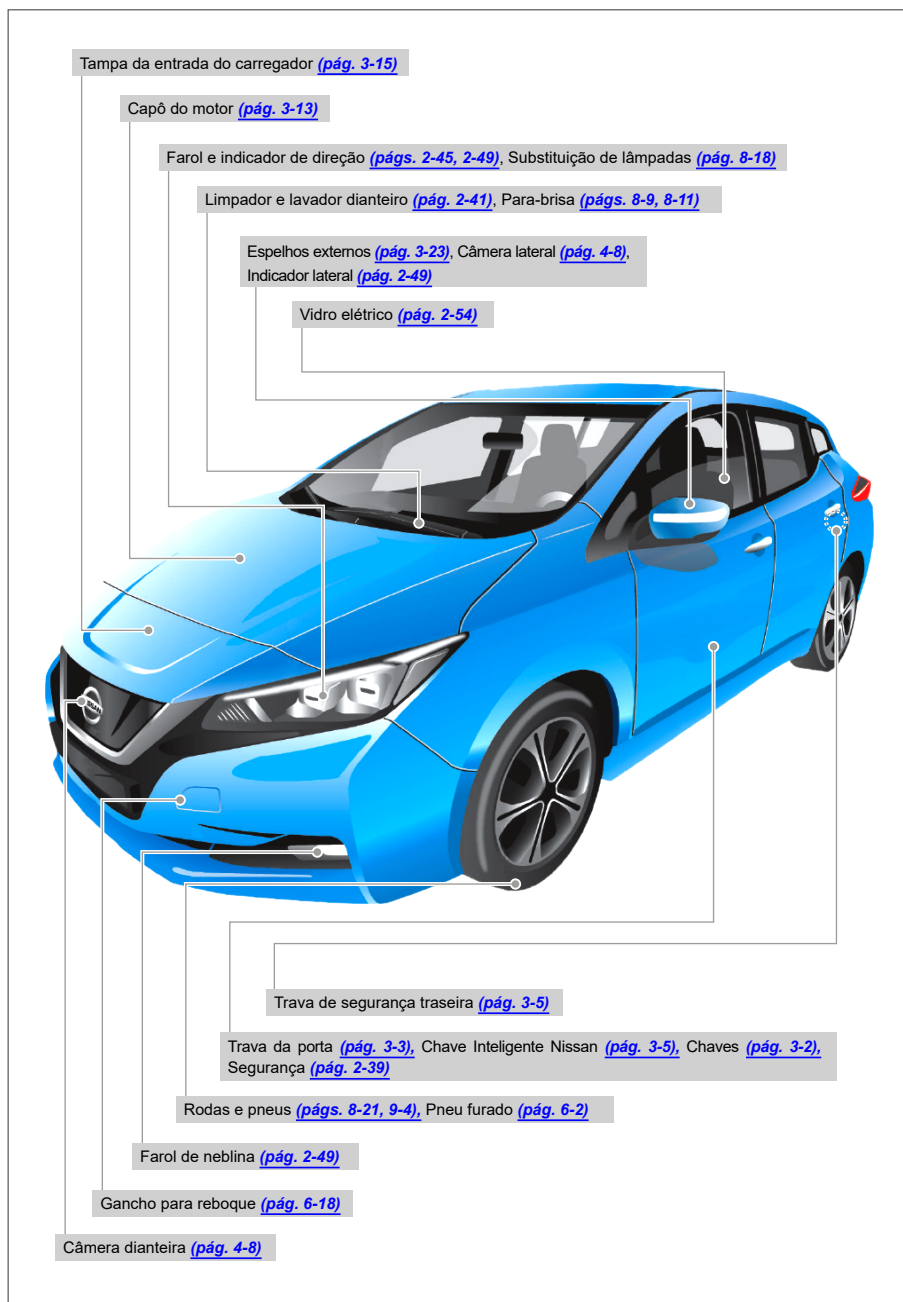 Tampa da entrada do carregador (pág. 3-15)
Capô do motor (pág. 3-13)
Farol e indicador de direção (págs. 2-45, 2-49), Substituição de lâmpadas (pág. 8-18)
Limpador e lavador dianteiro (pág. 2-41), Para-brisa (págs. 8-9, 8-11)
Espelhos externos (pág. 3-23), Câmera lateral (pág. 4-8),
Indicador lateral (pág. 2-49)
Vidro elétrico (pág. 2-54)
NISSAN
Trava de segurança traseira (pág. 3-5)
Trava da porta (pág. 3-3), Chave Inteligente Nissan (pág. 3-5), Chaves (pág. 3-2),
Segurança (pág. 2-39)
Rodas e pneus (págs. 8-21, 9-4), Pneu furado (pág. 6-2)
Farol de neblina (pág. 2-49)
Gancho para reboque (pág. 6-18)
Câmera dianteira (pág. 4-8)